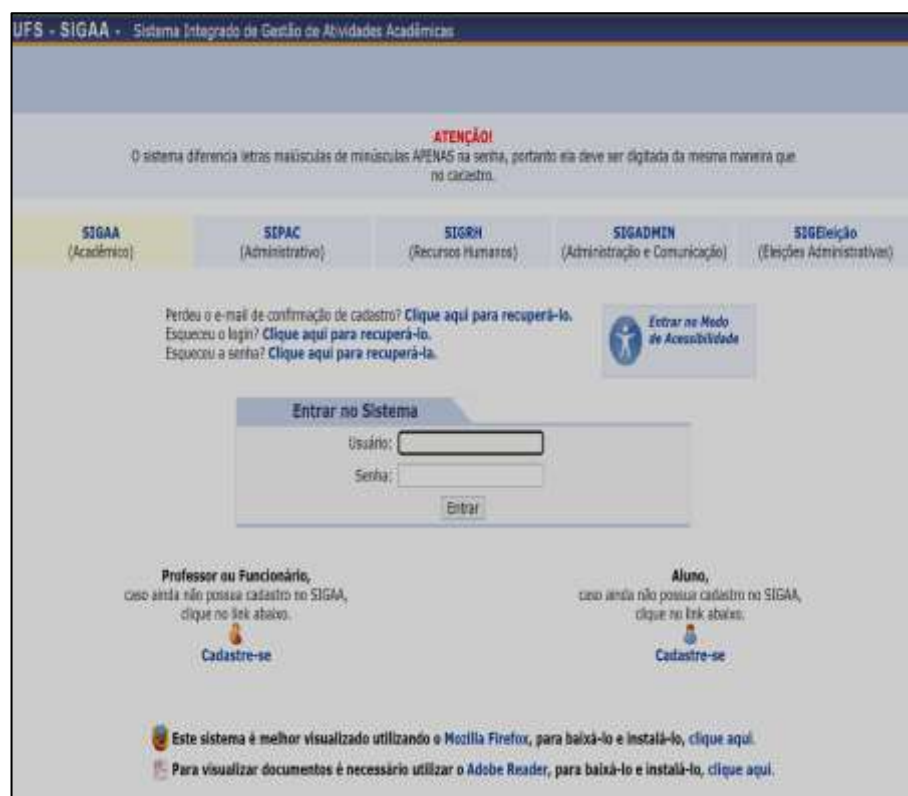 UFS - SIGAA - Sistema Integrado de Gestão de Atividades Acadêmicas
ATENÇÃO!
O sistema diferencia letras maiúsculas de minúsculas APENAS na senha, portanto ela deve ser digitada da mesma maneira que
no cadastro.
SIGAA SIPAC SIGRH SIGADMIN SIGEleição
(Acadêmico) (Administrativo) (Recursos Humanos) (Administração e Comunicação) (Eleições Administrativas)
Perdeu o e-mail de confirmação de cadastro? Clique aqui para recuperá-lo.
Esqueceu o login? Clique aqui para recuperá-lo.
Esqueceu a senha? Clique aqui para recuperá-la.
Entrar no Modo
de Acessibilidade
Entrar no Sistema
Usuário:
Senha:
Entrar
Professor ou Funcionário,
caso ainda não possua cadastro no SIGAA,
clique no link abaixo.
Cadastre-se
Aluno,
caso ainda não possua cadastro no SIGAA,
clique no link abaixo.
Cadastre-se
Este sistema é melhor visualizado utilizando o Mozilla Firefox, para baixá-lo e instalá-lo, clique aqui.
Para visualizar documentos é necessário utilizar o Adobe Reader, para baixá-lo e instalá-lo, clique aqui.